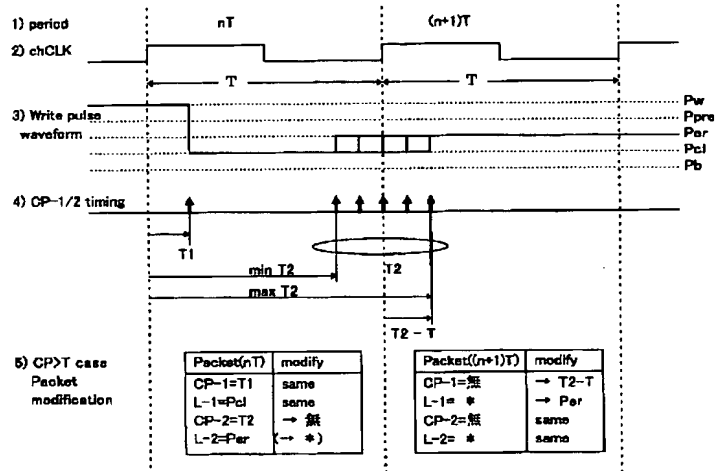 1) period nT (n+1)T
2) chCLK
T T
3) Write pulse waveform
Pw
Ppre
Per
Pcl
Pb
4) CP-1/2 timing
T1
T2
min T2
max T2
T2 - T
5) CP>T case Packet modification
Packet(nT) modify
CP-1=T1 same
L-1=Pcl same
CP-2=T2 → 無
L-2=Per (→ *)
Packet((n+1)T) modify
CP-1=無 → T2-T
L-1= * → Per
CP-2=無 same
L-2= * same